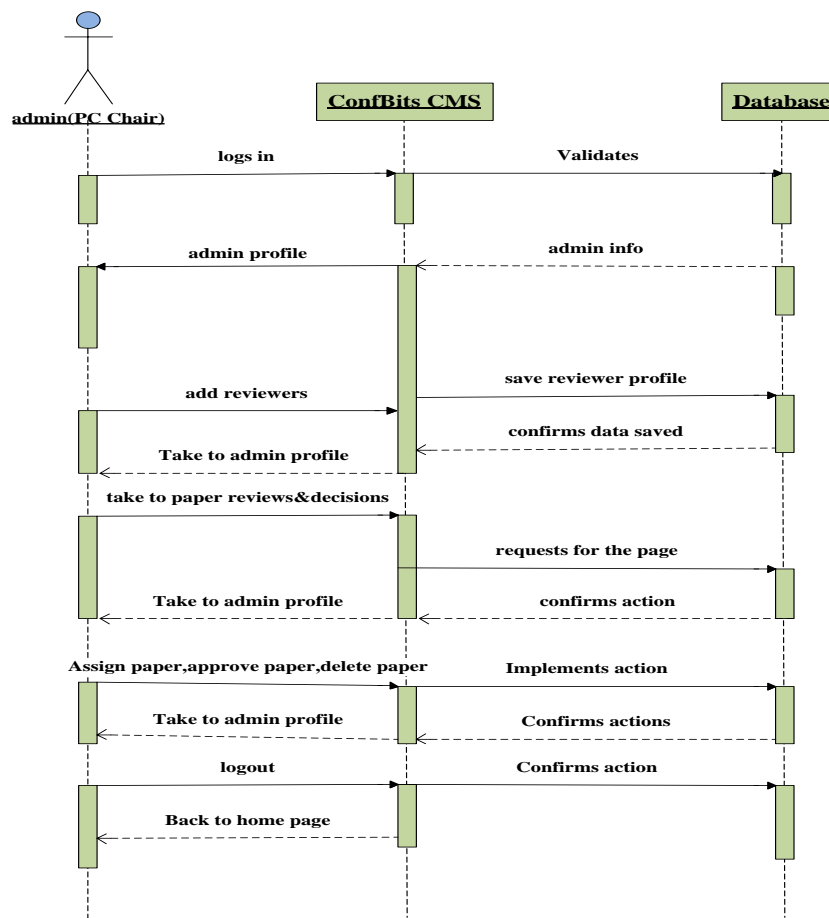 admin(PC Chair)
ConfBits CMS
Database
logs in
Validates
admin profile
admin info
add reviewers
save reviewer profile
confirms data saved
Take to admin profile
take to paper reviews&decisions
requests for the page
Take to admin profile
confirms action
Assign paper,approve paper,delete paper
Implements action
Take to admin profile
Confirms actions
logout
Confirms action
Back to home page